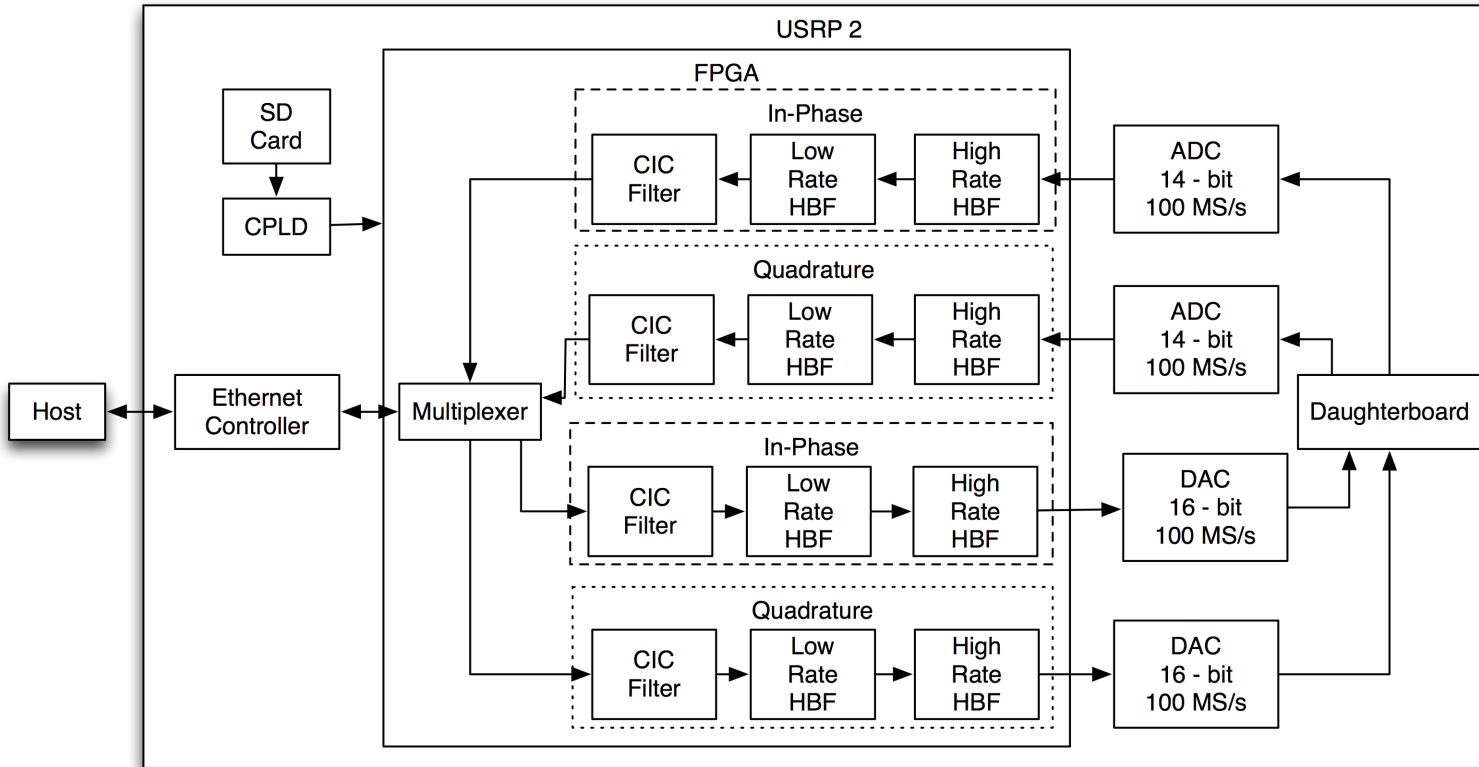 USRP 2
FPGA
SD
Card
CPLD
In-Phase
CIC
Filter
Low
Rate
HBF
High
Rate
HBF
ADC
14 - bit
100 MS/s
Quadrature
CIC
Filter
Low
Rate
HBF
High
Rate
HBF
ADC
14 - bit
100 MS/s
Host
Ethernet
Controller
Multiplexer
Daughterboard
In-Phase
CIC
Filter
Low
Rate
HBF
High
Rate
HBF
DAC
16 - bit
100 MS/s
Quadrature
CIC
Filter
Low
Rate
HBF
High
Rate
HBF
DAC
16 - bit
100 MS/s